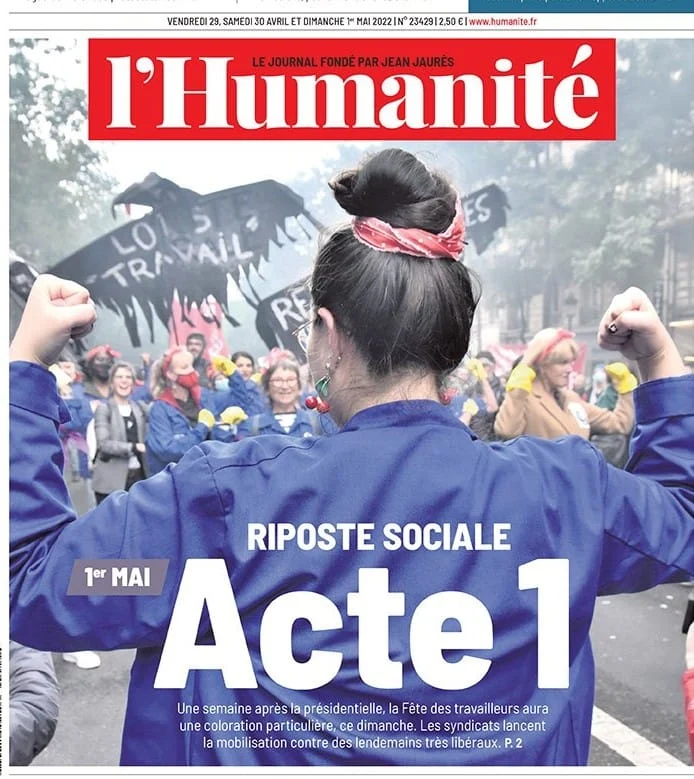 VENDREDI 29, SAMEDI 30 AVRIL ET DIMANCHE 1er MAI 2022 | N° 23429 | 2,50 € | www.humanite.fr
LE JOURNAL FONDÉ PAR JEAN JAURÈS
l'Humanité
LOIS
TRAVAIL
RIPOSTE SOCIALE
1er MAI
Acte 1
Une semaine après la présidentielle, la Fête des travailleurs aura
une coloration particulière, ce dimanche. Les syndicats lancent
la mobilisation contre des lendemains très libéraux. P. 2